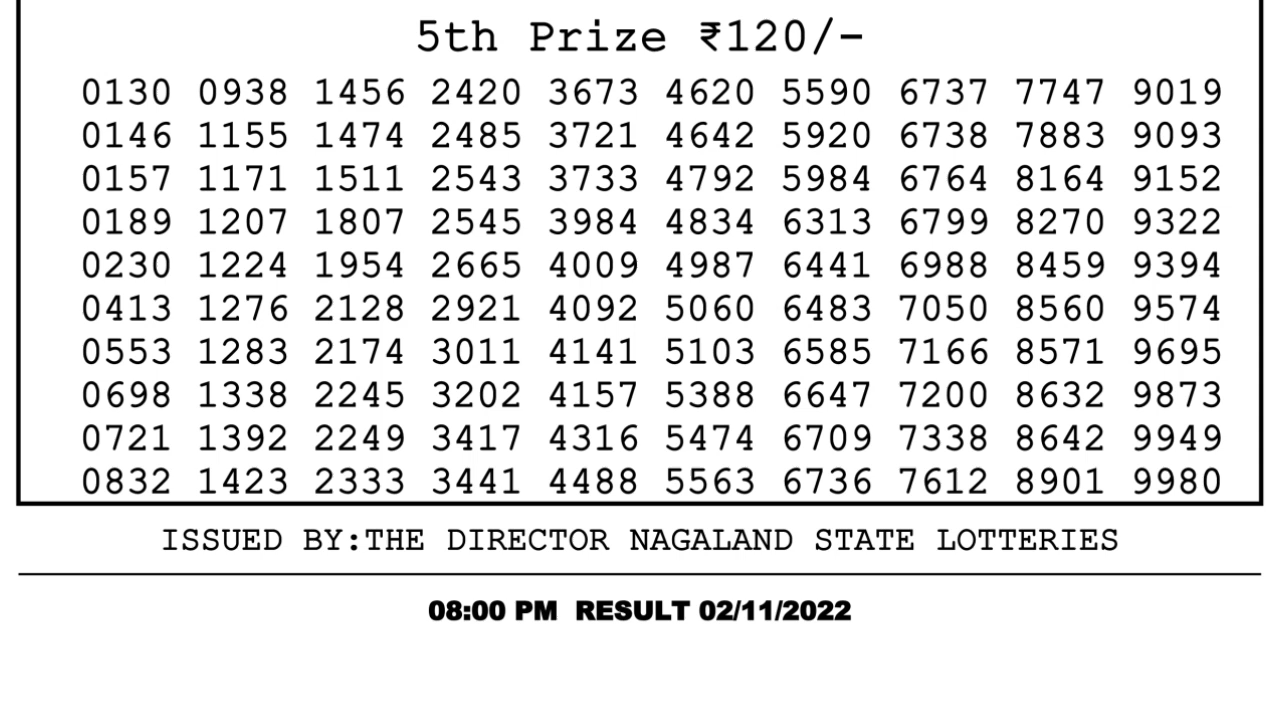 5th Prize ₹120/-
0130 0938 1456 2420 3673 4620 5590 6737 7747 9019
0146 1155 1474 2485 3721 4642 5920 6738 7883 9093
0157 1171 1511 2543 3733 4792 5984 6764 8164 9152
0189 1207 1807 2545 3984 4834 6313 6799 8270 9322
0230 1224 1954 2665 4009 4987 6441 6988 8459 9394
0413 1276 2128 2921 4092 5060 6483 7050 8560 9574
0553 1283 2174 3011 4141 5103 6585 7166 8571 9695
0698 1338 2245 3202 4157 5388 6647 7200 8632 9873
0721 1392 2249 3417 4316 5474 6709 7338 8642 9949
0832 1423 2333 3441 4488 5563 6736 7612 8901 9980
ISSUED BY:THE DIRECTOR NAGALAND STATE LOTTERIES
08:00 PM RESULT 02/11/2022